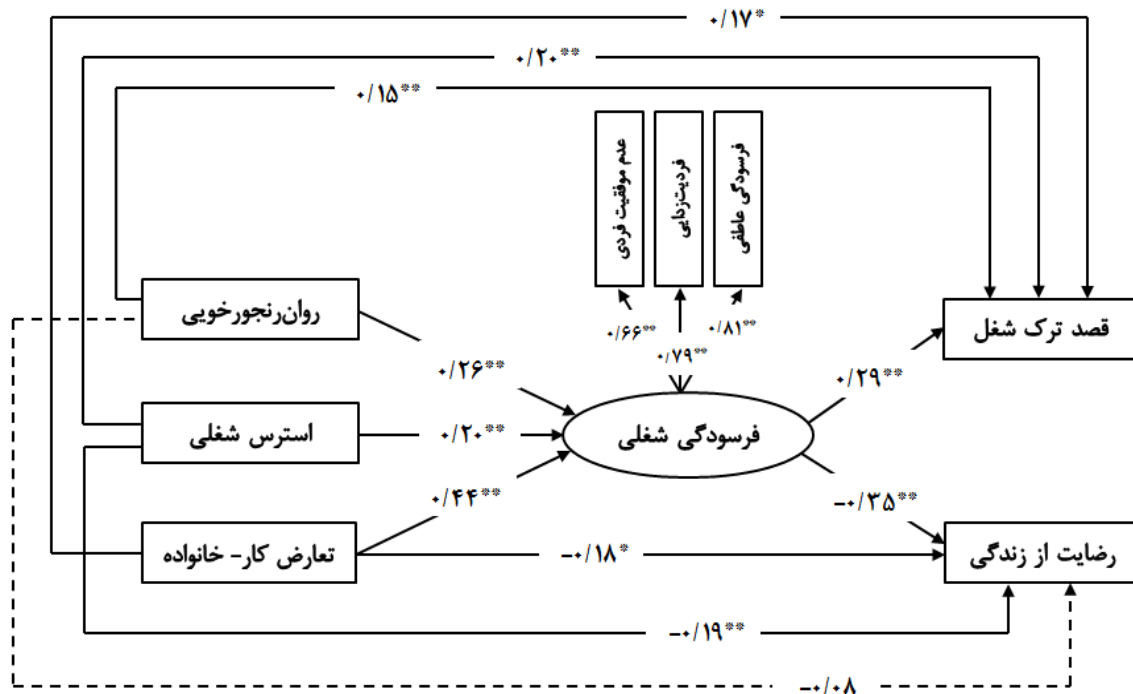 ۰/۱۷*
۰/۲۰**
۰/۱۵**
عدم موفقیت فردی
فردیت‌زدایی
فرسودگی عاطفی
روان‌رنجورخویی
قصد ترک شغل
۰/۶۶**
۰/۷۹**
۰/۸۱**
۰/۲۶**
۰/۲۹**
استرس شغلی
۰/۲۰**
فرسودگی شغلی
۰/۴۴**
-۰/۳۵**
تعارض کار- خانواده
-۰/۱۸*
رضایت از زندگی
-۰/۱۹**
-۰/۰۸